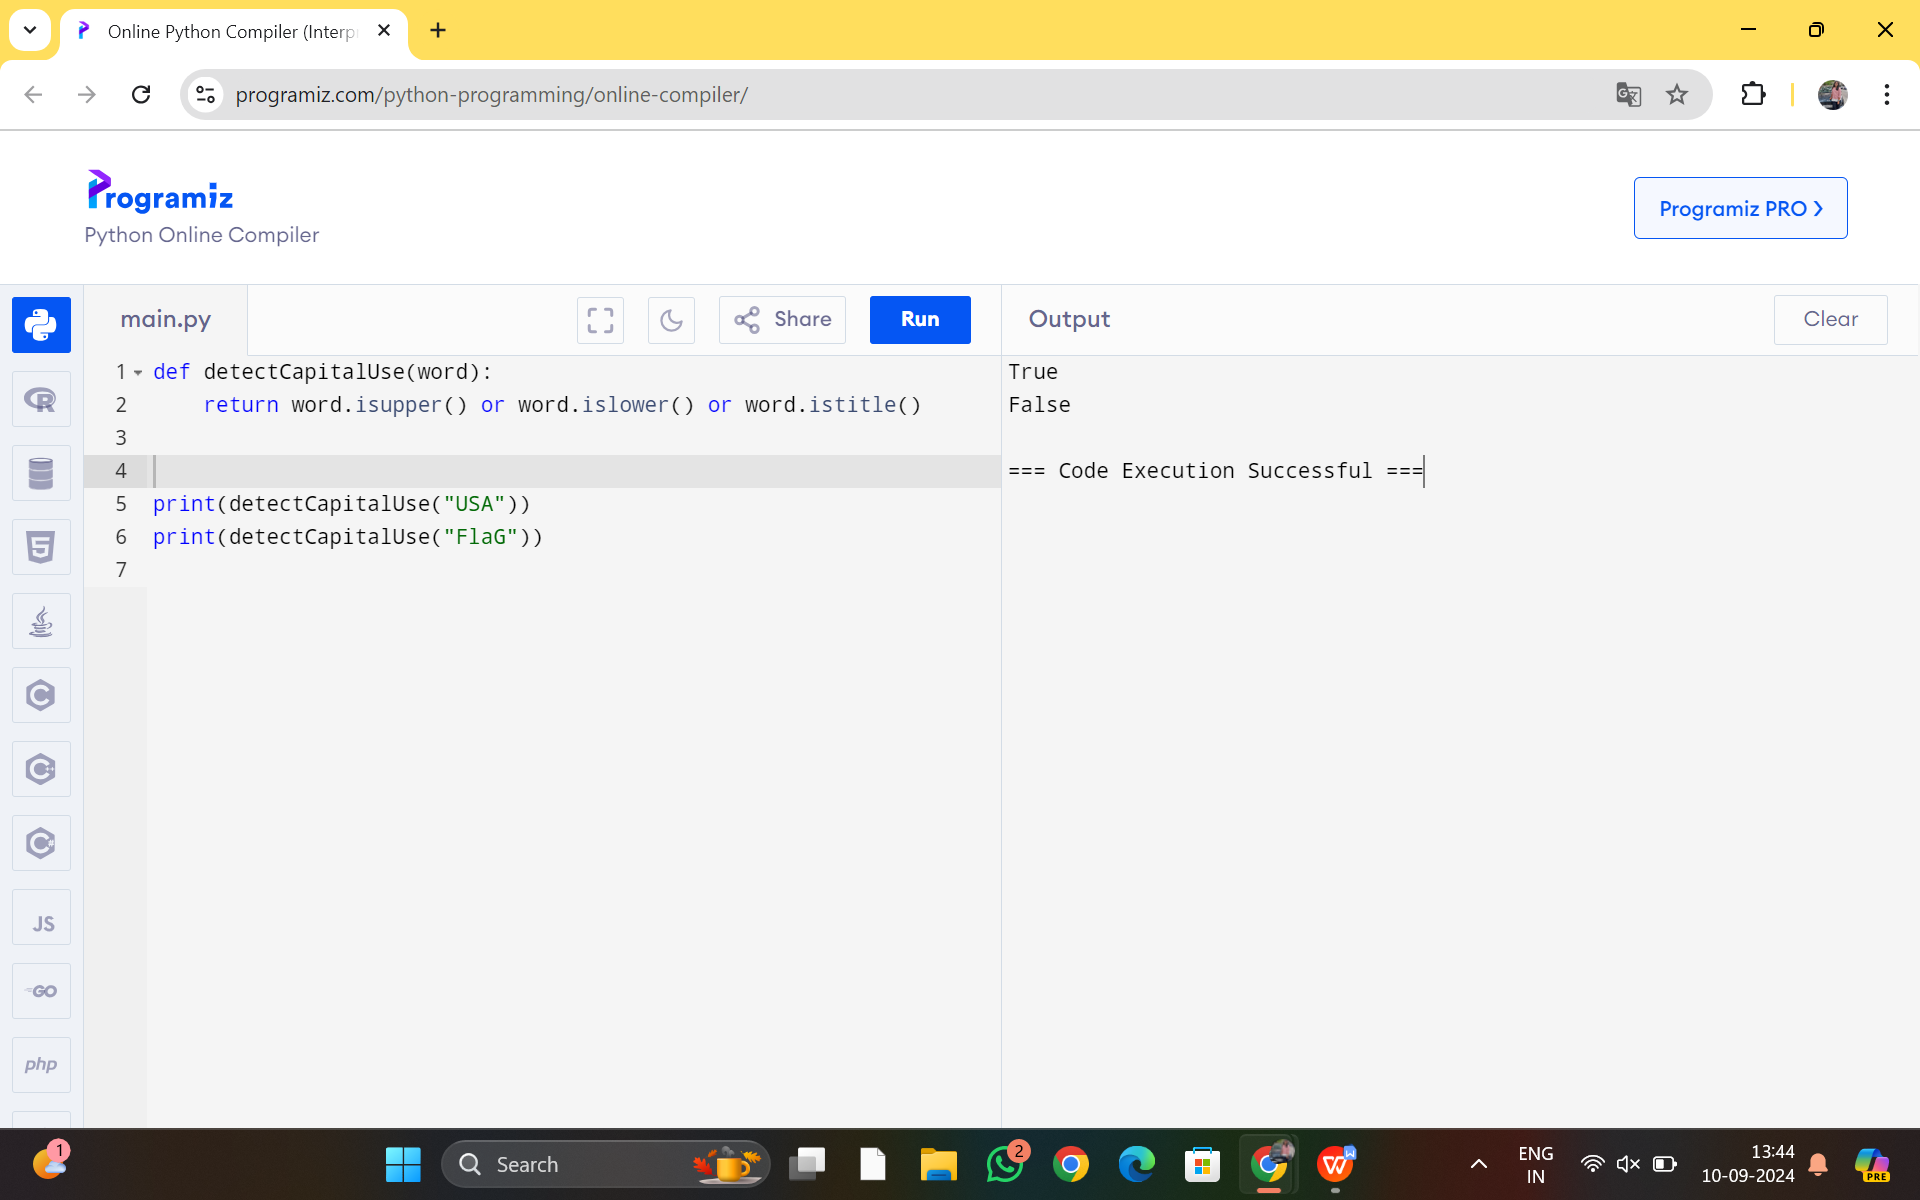 Online Python Compiler (Interp
programiz.com/python-programming/online-compiler/
Programiz
Python Online Compiler
Programiz PRO
main.py
Share
Run
Output
Clear
1 def detectCapitalUse(word):
2 return word.isupper() or word.islower() or word.istitle()
3
4
5 print(detectCapitalUse("USA"))
6 print(detectCapitalUse("FlaG"))
7
True
False
=== Code Execution Successful ===
R
5
C
C++
C#
JS
GO
php
1
Search
2
W
W
ENG
IN
13:44
10-09-2024
PRE